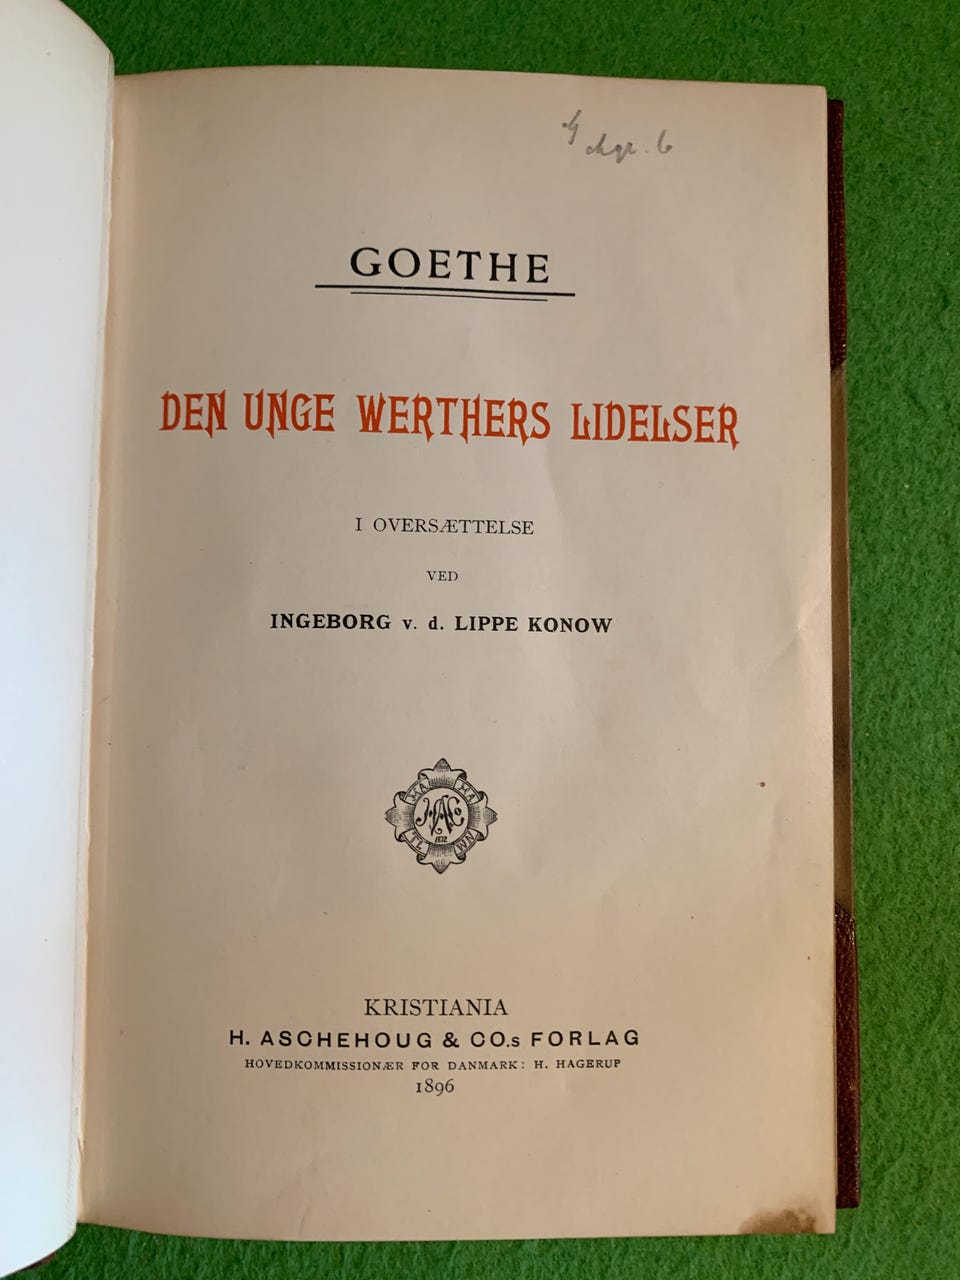 GOETHE
DEN UNGE WERTHERS LIDELSER
I OVERSÆTTELSE
VED
INGEBORG v. d. LIPPE KONOW
1872
KRISTIANIA
H. ASCHEHOUG & CO.s FORLAG
HOVEDKOMMISSIONÆR FOR DANMARK: H. HAGERUP
1896